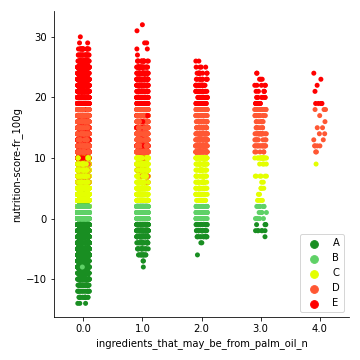 30
20
10
0
−10
nutrition-score-fr_100g
0.0 1.0 2.0 3.0 4.0
ingredients_that_may_be_from_palm_oil_n
A
B
C
D
E